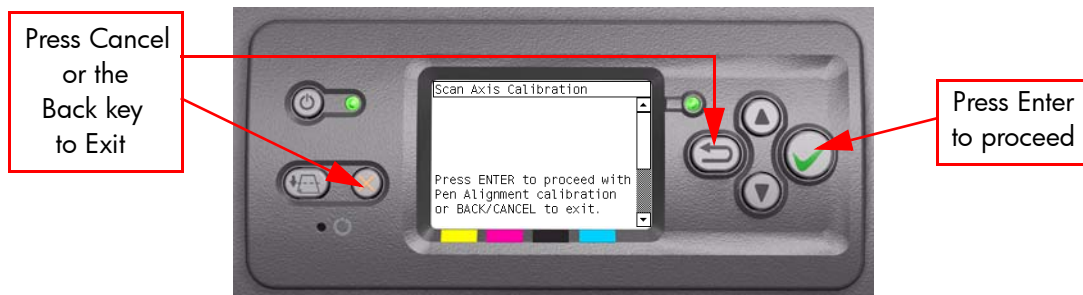 Press Cancel
or the
Back key
to Exit
Scan Axis Calibration
Press ENTER to proceed with
Pen Alignment calibration
or BACK/CANCEL to exit.
Press Enter
to proceed